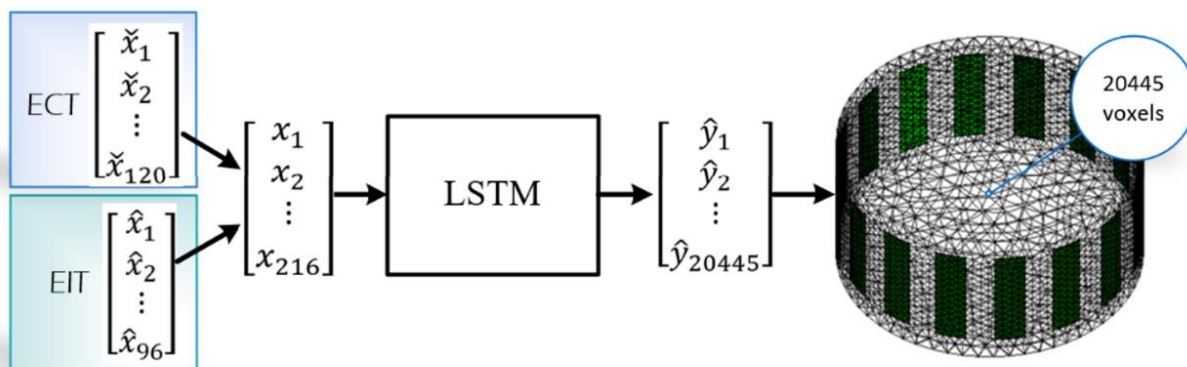 ECT
x̌₁
x̌₂
⋮
x̌₁₂₀
EIT
x̂₁
x̂₂
⋮
x̂₉₆
x₁
x₂
⋮
x₂₁₆
LSTM
ŷ₁
ŷ₂
⋮
ŷ₂₀₄₄₅
20445
voxels